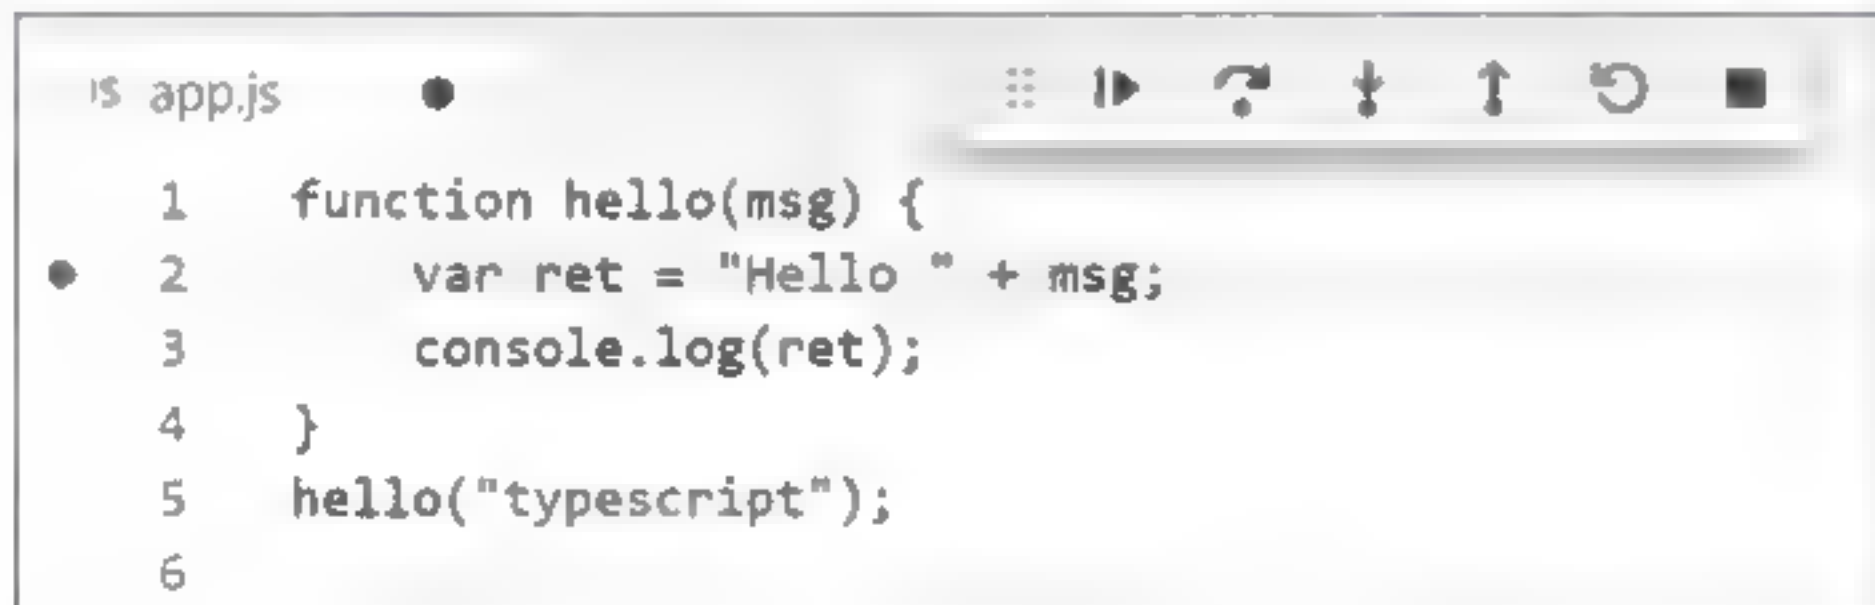 JS app.js
1 function hello(msg) {
2     var ret = "Hello " + msg;
3     console.log(ret);
4 }
5 hello("typescript");
6